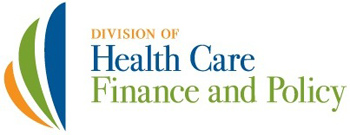 DIVISION OF
Health Care
Finance and Policy